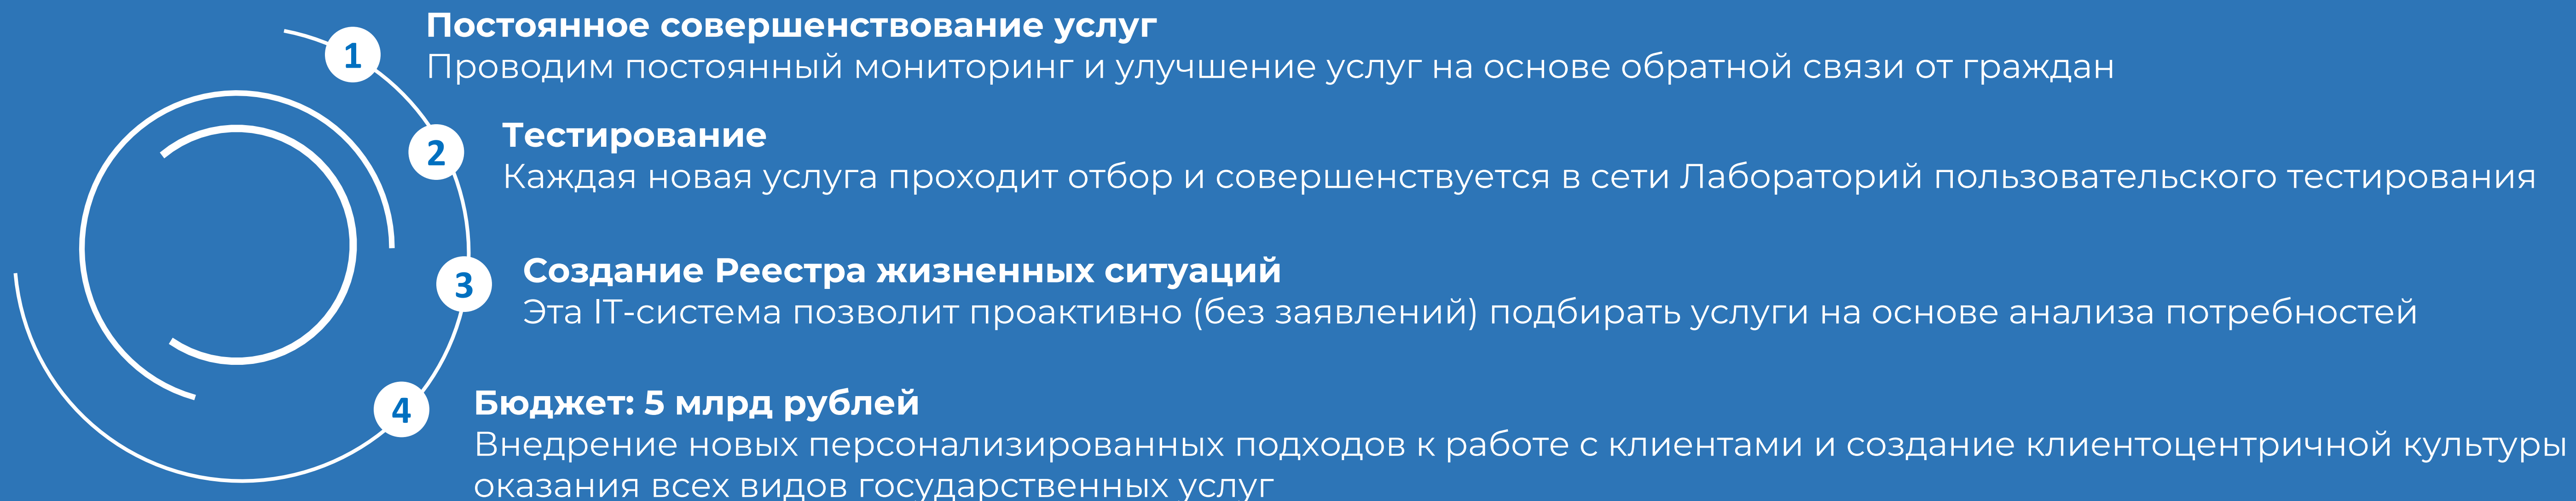 1
Постоянное совершенствование услуг
Проводим постоянный мониторинг и улучшение услуг на основе обратной связи от граждан
2
Тестирование
Каждая новая услуга проходит отбор и совершенствуется в сети Лабораторий пользовательского тестирования
3
Создание Реестра жизненных ситуаций
Эта IT-система позволит проактивно (без заявлений) подбирать услуги на основе анализа потребностей
4
Бюджет: 5 млрд рублей
Внедрение новых персонализированных подходов к работе с клиентами и создание клиентоцентричной культуры
оказания всех видов государственных услуг